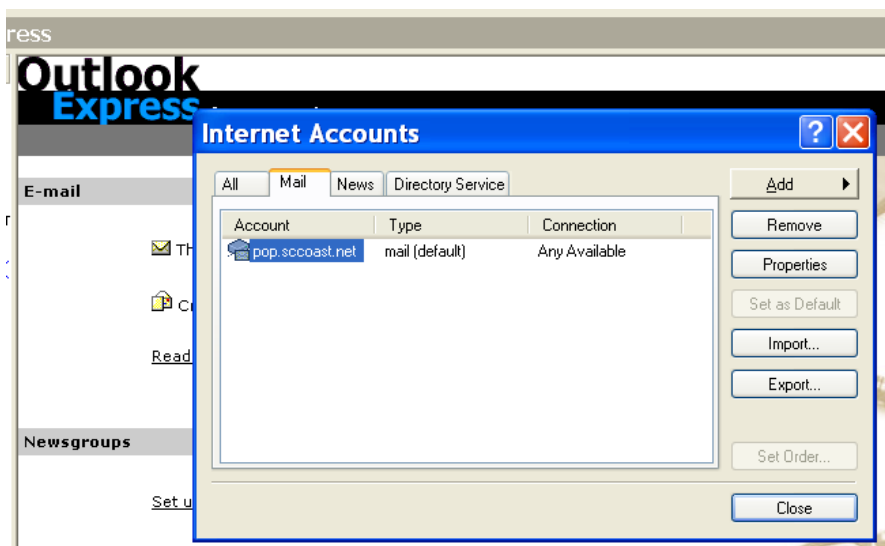 ress
Outlook
Express
Internet Accounts
All Mail News Directory Service
Add
Account Type Connection
pop.sccoast.net mail (default) Any Available
Remove
Properties
Set as Default
Import...
Export...
Set Order...
Close
E-mail
Th
Read
Newsgroups
Set u